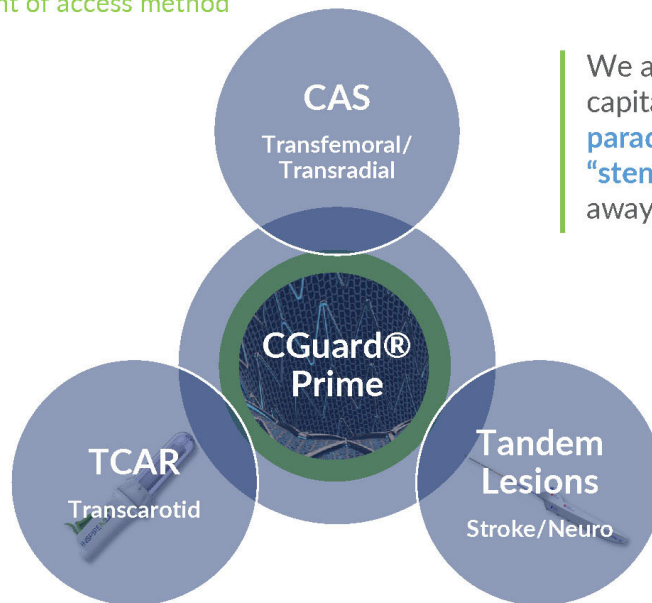 nt of access method
We a
capita
parad
“sten
away
CAS
Transfemoral/
Transradial
CGuard®
Prime
TCAR
Transcarotid
Tandem
Lesions
Stroke/Neuro